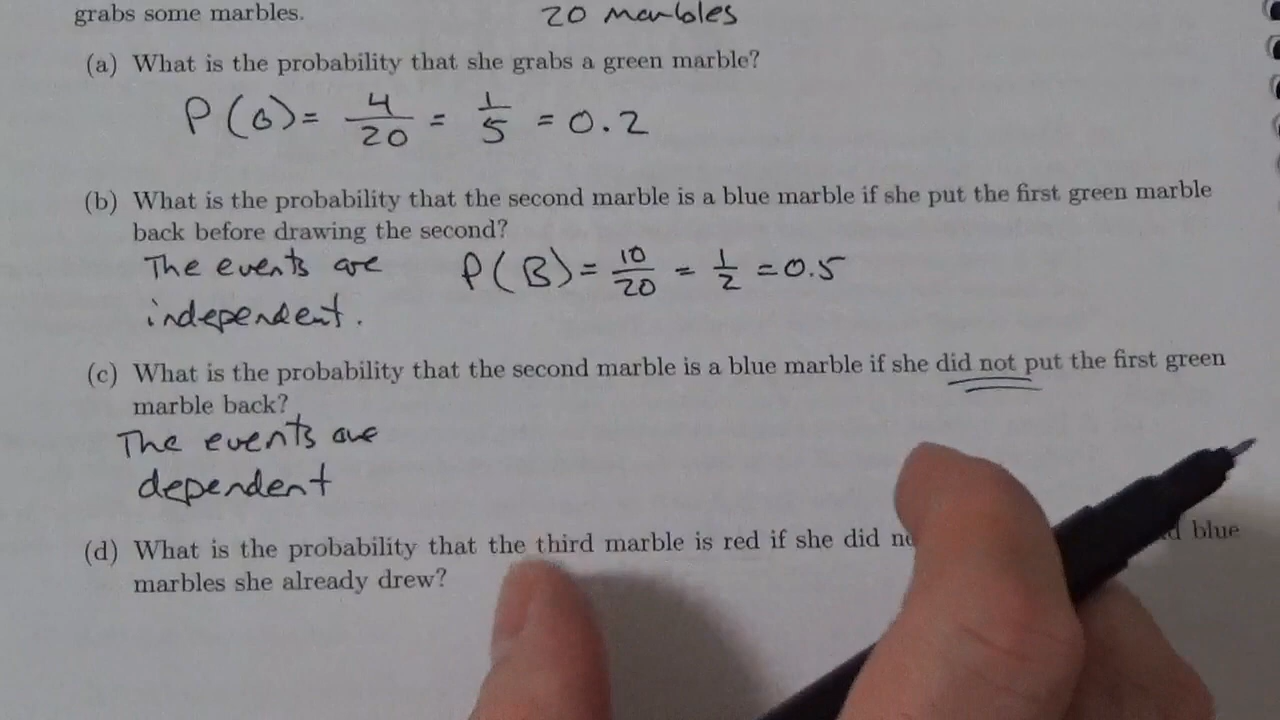 grabs some marbles. 20 marbles
(a) What is the probability that she grabs a green marble?
P(G) = 4/20 = 1/5 = 0.2
(b) What is the probability that the second marble is a blue marble if she put the first green marble
back before drawing the second?
The events are P(B) = 10/20 = 1/2 = 0.5
independent.
(c) What is the probability that the second marble is a blue marble if she did not put the first green
marble back?
The events are
dependent
(d) What is the probability that the third marble is red if she did blue
marbles she already drew?